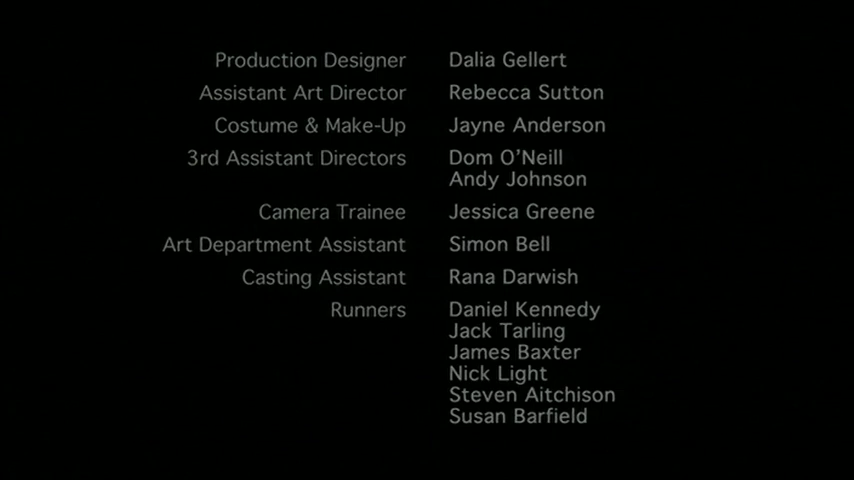 Production Designer Dalia Gellert
Assistant Art Director Rebecca Sutton
Costume & Make-Up Jayne Anderson
3rd Assistant Directors Dom O'Neill
Andy Johnson
Camera Trainee Jessica Greene
Art Department Assistant Simon Bell
Casting Assistant Rana Darwish
Runners Daniel Kennedy
Jack Tarling
James Baxter
Nick Light
Steven Aitchison
Susan Barfield